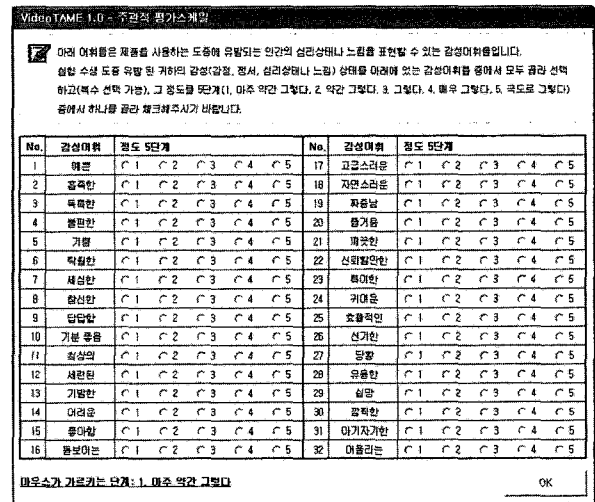 VideoTAME 1.0 - 주관적 평가스케일
아래 어휘들은 제품를 사용하는 도중에 유발되는 인간의 심리상태나 느낌을 표현할 수 있는 감성어휘들입니다.
실험 수행 도중 유발 된 귀하의 감성(감정, 정서, 심리상태나 느낌) 상태를 아래에 있는 감성어휘를 중에서 모두 골라 선택
하고(복수 선택 가능), 그 정도를 5단계(1, 아주 약간 그렇다, 2, 약간 그렇다, 3, 그렇다, 4, 매우 그렇다, 5, 극도로 그렇다)
중에서 하나를 골라 체크해주시기 바랍니다.
No. 감성어휘 정도 5단계 No. 감성어휘 정도 5단계
1 예쁜 1 2 3 4 5 17 고급스러운 1 2 3 4 5
2 흡족한 1 2 3 4 5 18 자연스러운 1 2 3 4 5
3 독특한 1 2 3 4 5 19 짜증남 1 2 3 4 5
4 불편한 1 2 3 4 5 20 즐거움 1 2 3 4 5
5 기쁨 1 2 3 4 5 21 깨끗한 1 2 3 4 5
6 탁월한 1 2 3 4 5 22 신뢰할만한 1 2 3 4 5
7 세심한 1 2 3 4 5 23 특이한 1 2 3 4 5
8 참신한 1 2 3 4 5 24 귀여운 1 2 3 4 5
9 답답함 1 2 3 4 5 25 효율적인 1 2 3 4 5
10 기분 좋음 1 2 3 4 5 26 신기한 1 2 3 4 5
11 최상의 1 2 3 4 5 27 당황 1 2 3 4 5
12 세련된 1 2 3 4 5 28 유용한 1 2 3 4 5
13 기발한 1 2 3 4 5 29 실망 1 2 3 4 5
14 어려운 1 2 3 4 5 30 깜찍한 1 2 3 4 5
15 좋아함 1 2 3 4 5 31 아기자기한 1 2 3 4 5
16 돋보이는 1 2 3 4 5 32 어울리는 1 2 3 4 5
마우스가 가르키는 단계: 1, 아주 약간 그렇다 OK